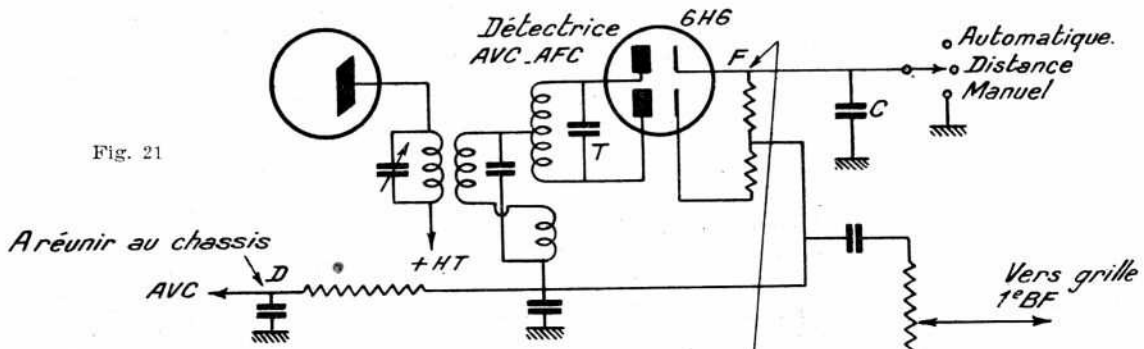 Détectrice
AVC_AFC
6H6
F
Automatique.
Distance
Manuel
C
T
Fig. 21
A réunir au chassis
D
+HT
AVC
Vers grille
1e BF